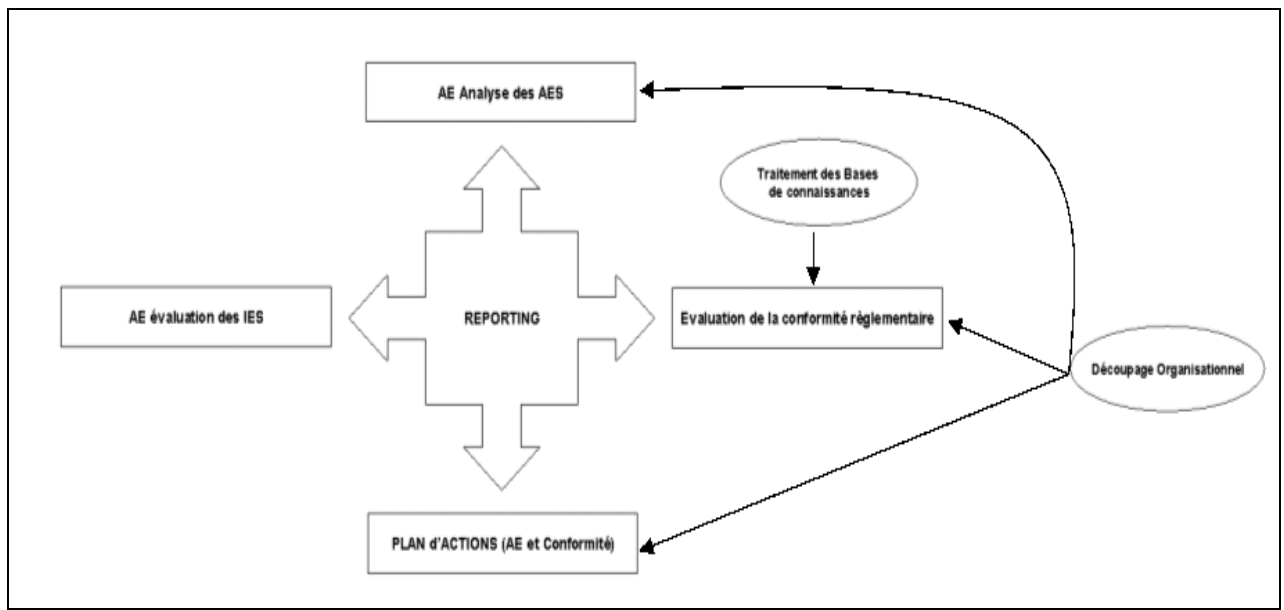 AE Analyse des AES
Traitement des Bases
de connaissances
AE évaluation des IES
REPORTING
Evaluation de la conformité règlementaire
Découpage Organisationnel
PLAN d'ACTIONS (AE et Conformité)